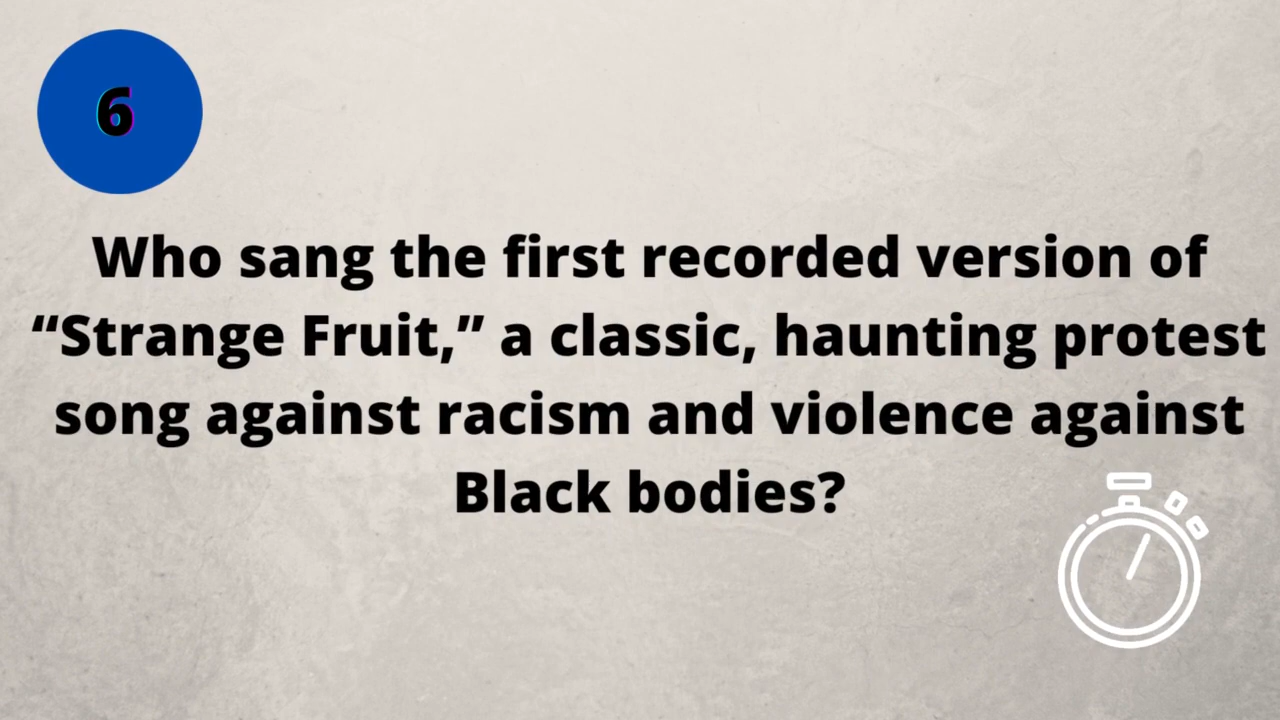 6
Who sang the first recorded version of
“Strange Fruit,” a classic, haunting protest
song against racism and violence against
Black bodies?